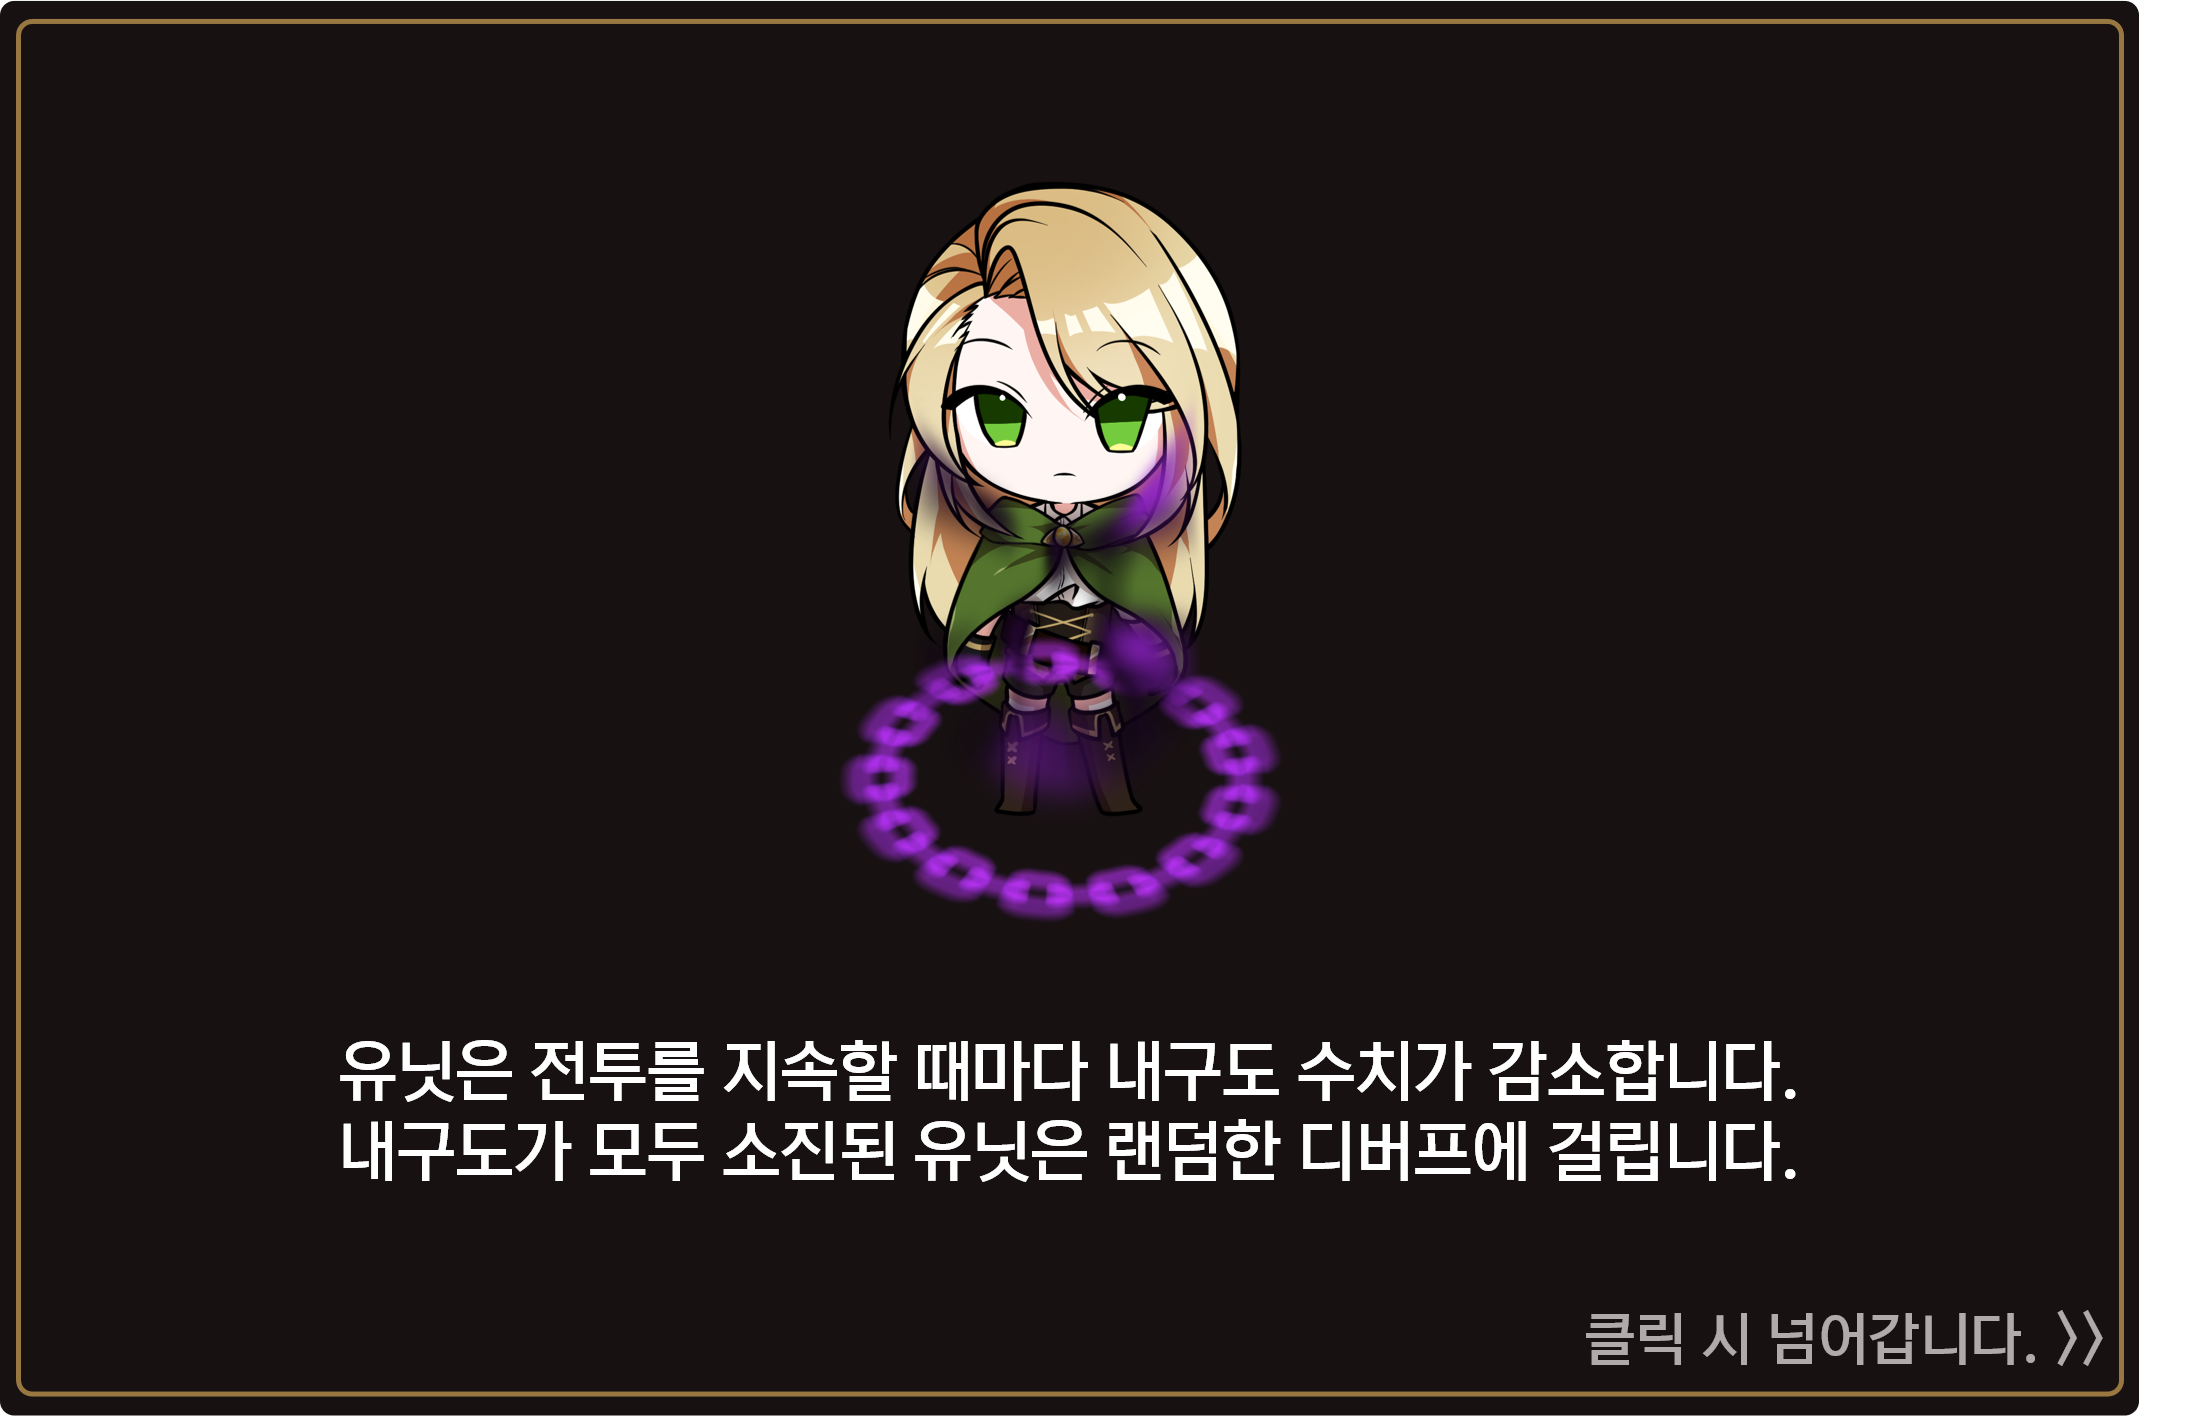 유닛은 전투를 지속할 때마다 내구도 수치가 감소합니다.
내구도가 모두 소진된 유닛은 랜덤한 디버프에 걸립니다.
클릭 시 넘어갑니다. >>